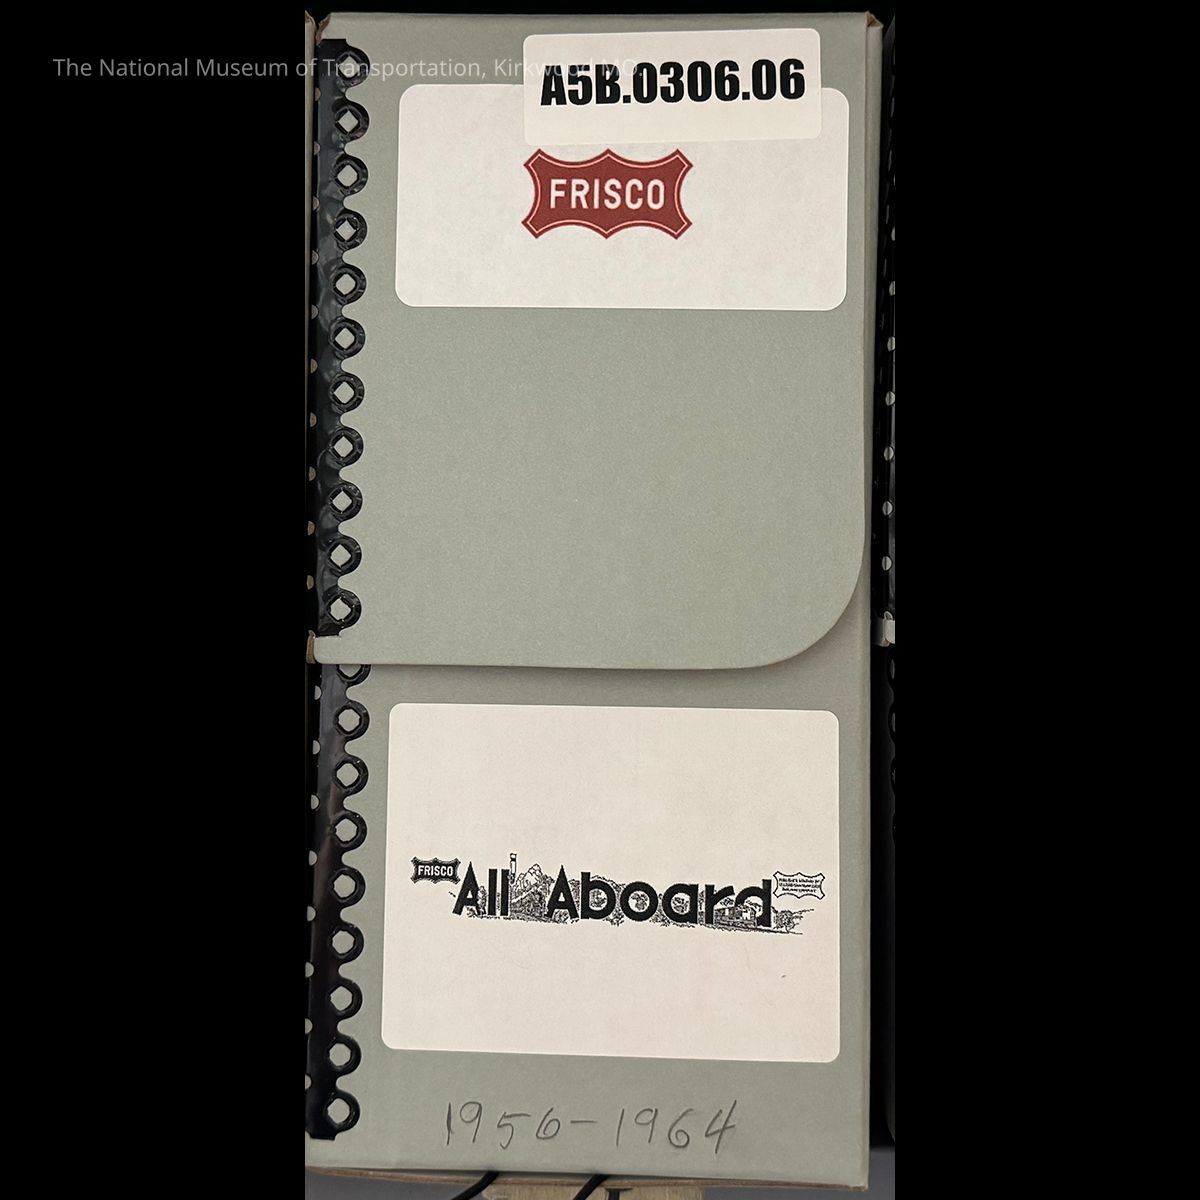 The National Museum of Transportation, Kirkwood MO.
A5B.0306.06
FRISCO
FRISCO
All Aboard
1956-1964